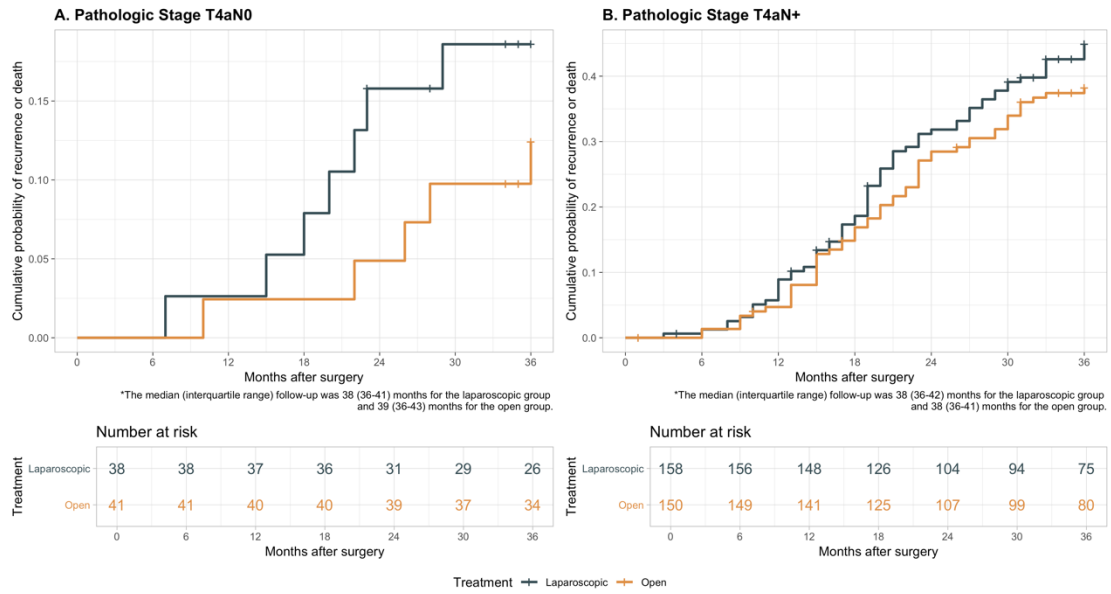 A. Pathologic Stage T4aN0
Cumulative probability of recurrence or death
0.15
0.10
0.05
0.00
0 6 12 18 24 30 36
Months after surgery
*The median (interquartile range) follow-up was 38 (36-41) months for the laparoscopic group
and 39 (36-43) months for the open group.
Number at risk
Treatment
Laparoscopic 38 38 37 36 31 29 26
Open 41 41 40 40 39 37 34
0 6 12 18 24 30 36
Months after surgery
B. Pathologic Stage T4aN+
Cumulative probability of recurrence or death
0.4
0.3
0.2
0.1
0.0
0 6 12 18 24 30 36
Months after surgery
*The median (interquartile range) follow-up was 38 (36-42) months for the laparoscopic group
and 38 (36-41) months for the open group.
Number at risk
Treatment
Laparoscopic 158 156 148 126 104 94 75
Open 150 149 141 125 107 99 80
0 6 12 18 24 30 36
Months after surgery
Treatment Laparoscopic Open